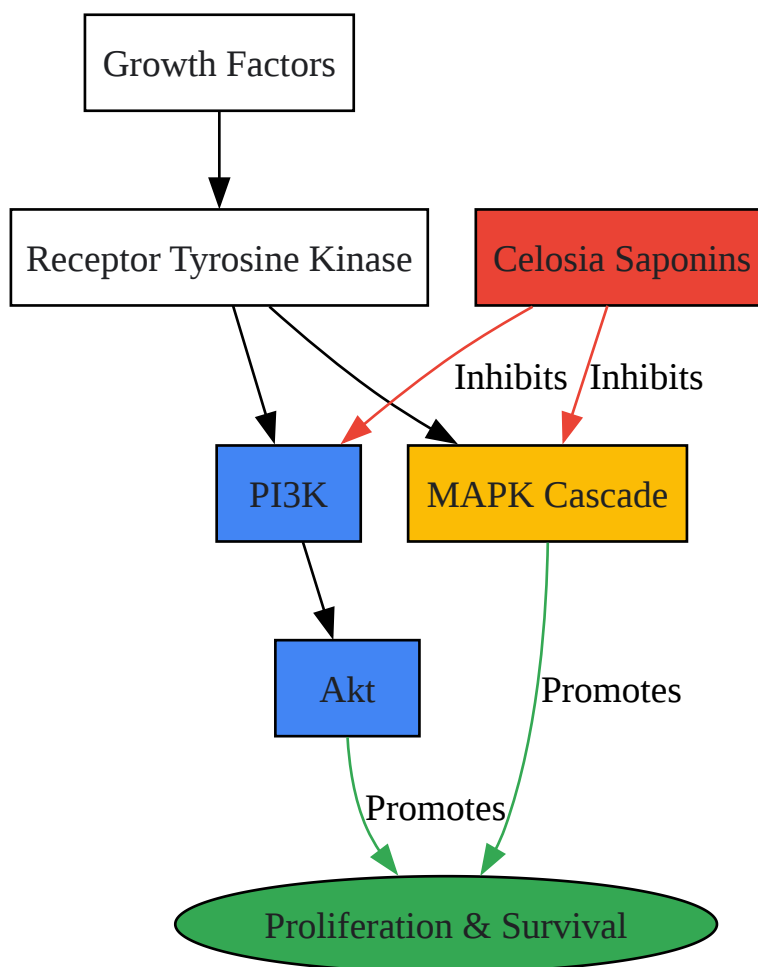 Growth Factors
Receptor Tyrosine Kinase
Celosia Saponins
Inhibits
Inhibits
PI3K
MAPK Cascade
Akt
Promotes
Promotes
Proliferation & Survival